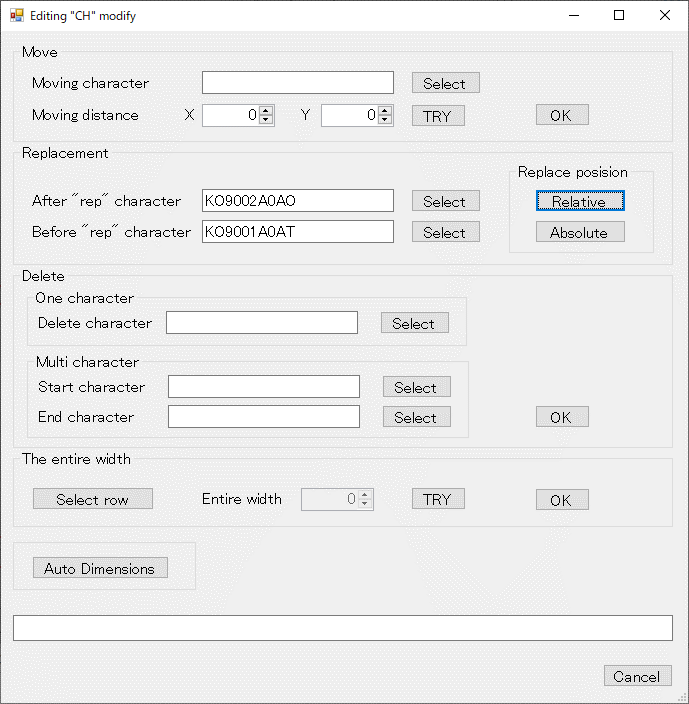 Editing "CH" modify
Move
Moving character Select
Moving distance X 0 Y 0 TRY OK
Replacement
Replace posision
After "rep" character KO9002A0AO Select Relative
Before "rep" character KO9001A0AT Select Absolute
Delete
One character
Delete character Select
Multi character
Start character Select
End character Select OK
The entire width
Select row Entire width 0 TRY OK
Auto Dimensions
Cancel